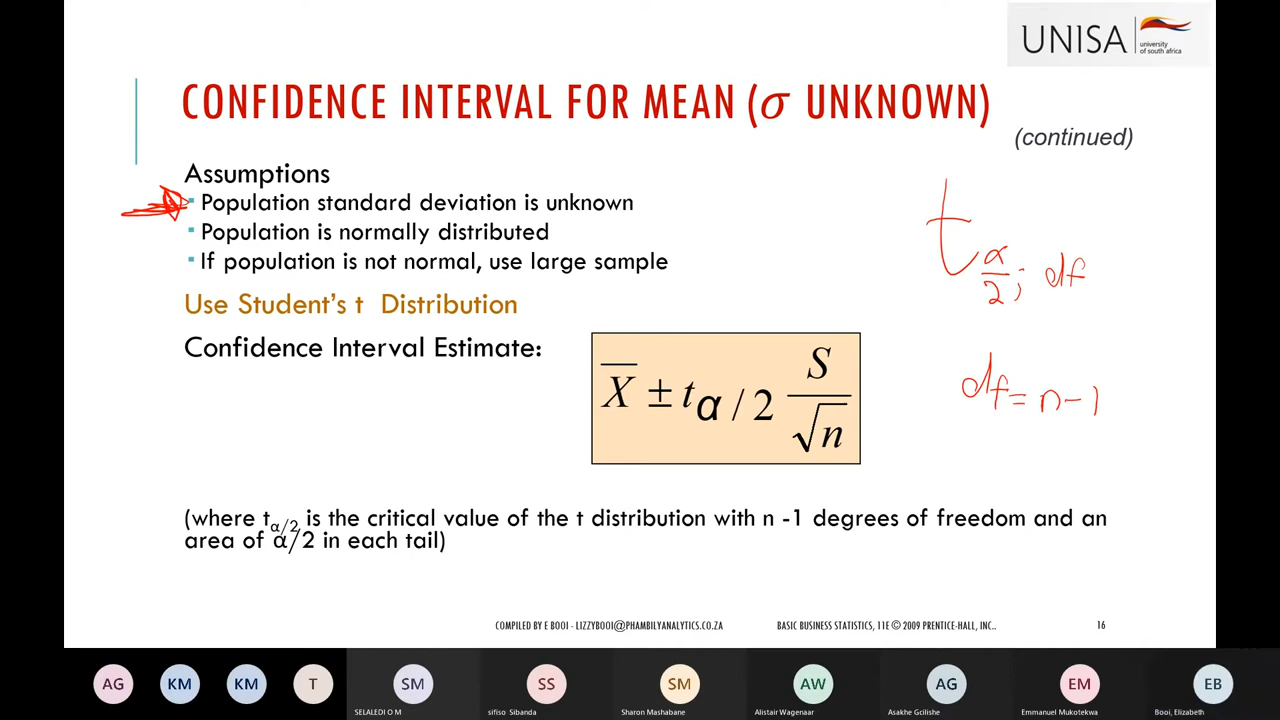 UNISA
university
of south africa
CONFIDENCE INTERVAL FOR MEAN (σ UNKNOWN)
(continued)
Assumptions
Population standard deviation is unknown
Population is normally distributed
If population is not normal, use large sample
t α/2; df
Use Student's t Distribution
Confidence Interval Estimate:
X̅ ± tα/2 S/√n
df = n-1
(where tα/2 is the critical value of the t distribution with n -1 degrees of freedom and an
area of α/2 in each tail)
COMPILED BY E BOOI - LIZZYBOOI@PHAMBILYANALYTICS.CO.ZA
BASIC BUSINESS STATISTICS, 11E © 2009 PRENTICE-HALL, INC..
16
AG KM KM T SM SS SM AW AG EM EB
SELALEDI O M
sifiso Sibanda
Sharon Mashabane
Alistair Wagenaar
Asakhe Gcilishe
Emmanuel Mukotekwa
Booi, Elizabeth